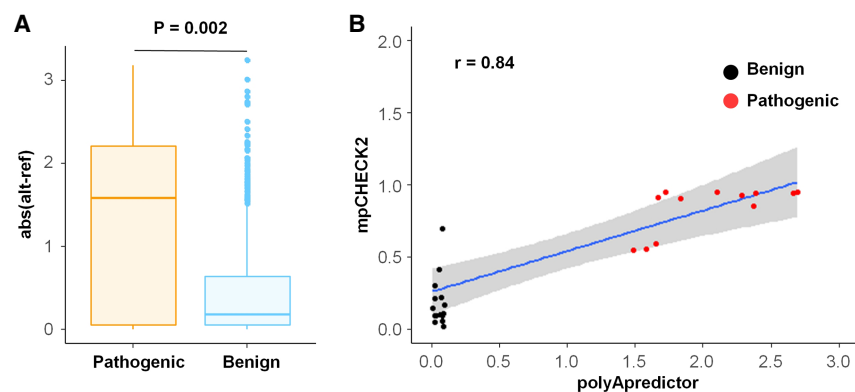 A
P = 0.002
abs(alt-ref)
3
2
1
0
Pathogenic Benign
B
r = 0.84
Benign
Pathogenic
mpCHECK2
2.0
1.5
1.0
0.5
0.0
0.0 0.5 1.0 1.5 2.0 2.5 3.0
polyApredictor